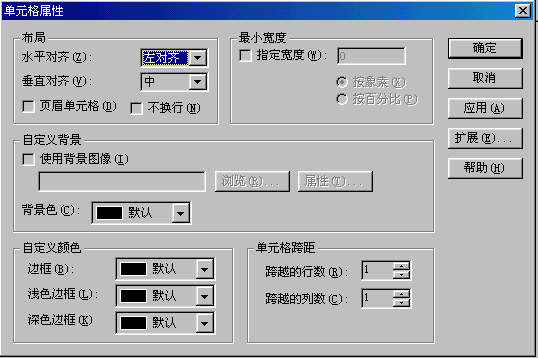 单元格属性
布局
水平对齐(Z): 左对齐
垂直对齐(V): 中
页眉单元格(D) 不换行(N)
最小宽度
指定宽度(W): 0
按象素(X)
按百分比(P)
确定
取消
应用(A)
扩展(E)...
帮助(H)
自定义背景
使用背景图像(I)
浏览(R)... 属性(T)...
背景色(C): 默认
自定义颜色
边框(B): 默认
浅色边框(L): 默认
深色边框(K) 默认
单元格跨距
跨越的行数(R): 1
跨越的列数(C): 1